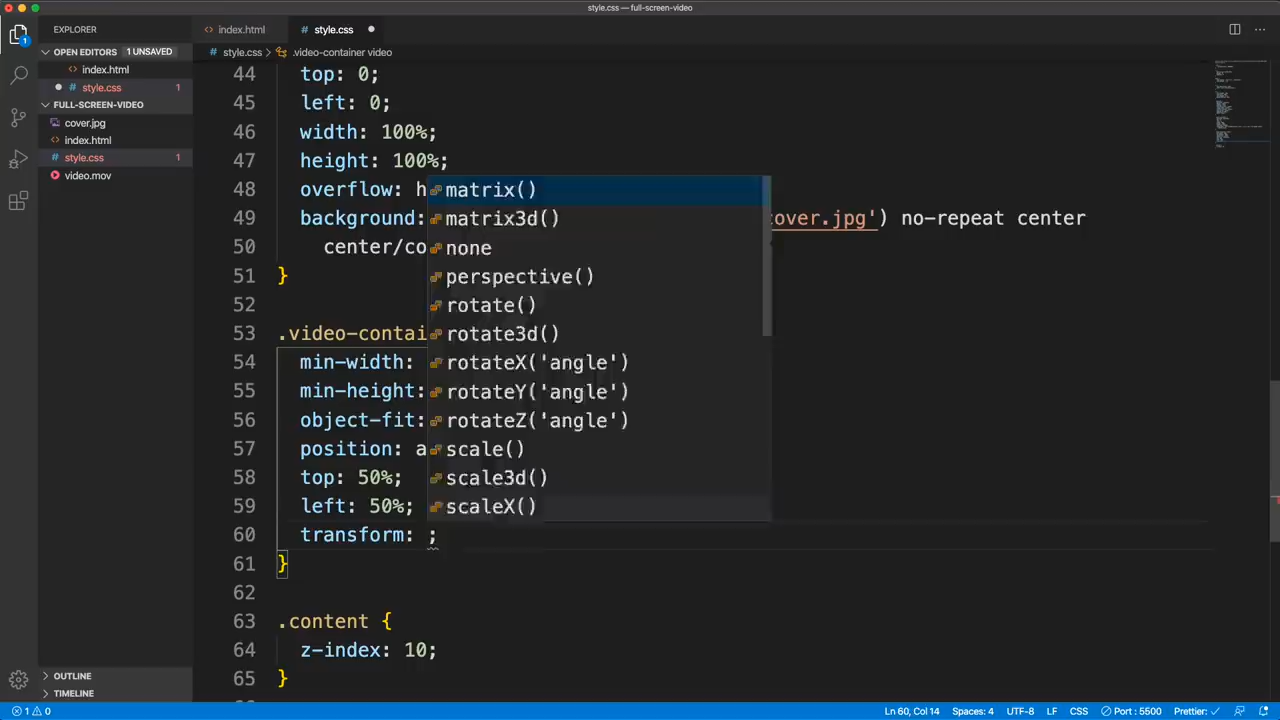 style.css — full-screen-video
EXPLORER
index.html
style.css
OPEN EDITORS 1 UNSAVED
style.css > .video-container video
index.html
style.css 1
FULL-SCREEN-VIDEO
cover.jpg
index.html
style.css 1
video.mov
44 top: 0;
45 left: 0;
46 width: 100%;
47 height: 100%;
48 overflow: h
49 background: cover.jpg') no-repeat center
50 center/co
51 }
52
53 .video-contai
54 min-width:
55 min-height:
56 object-fit:
57 position: a
58 top: 50%;
59 left: 50%;
60 transform: ;
61 }
62
63 .content {
64 z-index: 10;
65 }
matrix()
matrix3d()
none
perspective()
rotate()
rotate3d()
rotateX('angle')
rotateY('angle')
rotateZ('angle')
scale()
scale3d()
scaleX()
OUTLINE
TIMELINE
1
1 0
Ln 60, Col 14
Spaces: 4
UTF-8
LF
CSS
Port : 5500
Prettier: ✓